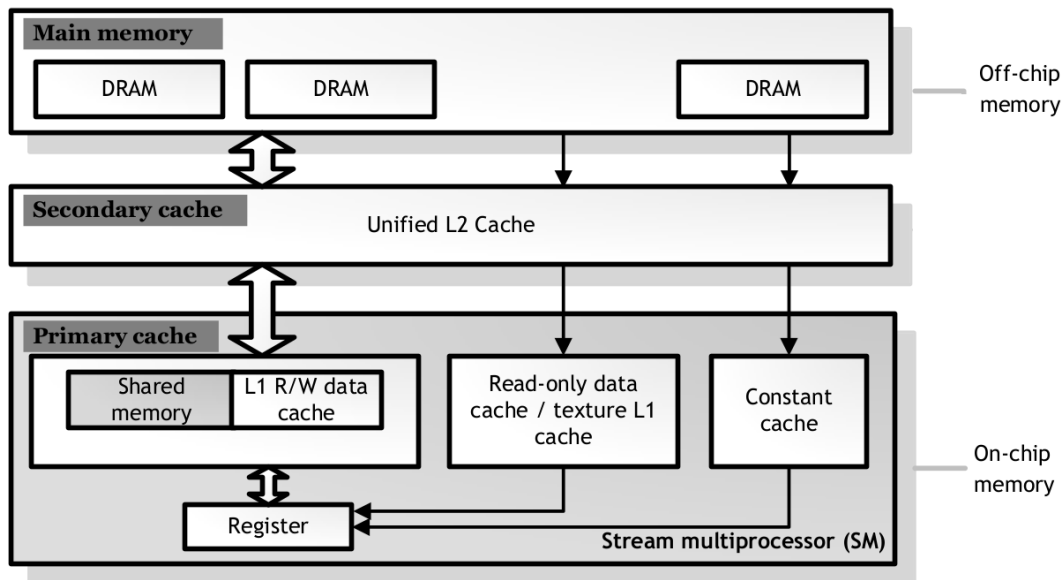 Main memory
DRAM
DRAM
DRAM
Off-chip
memory
Secondary cache
Unified L2 Cache
Primary cache
Shared
memory
L1 R/W data
cache
Read-only data
cache / texture L1
cache
Constant
cache
On-chip
memory
Register
Stream multiprocessor (SM)